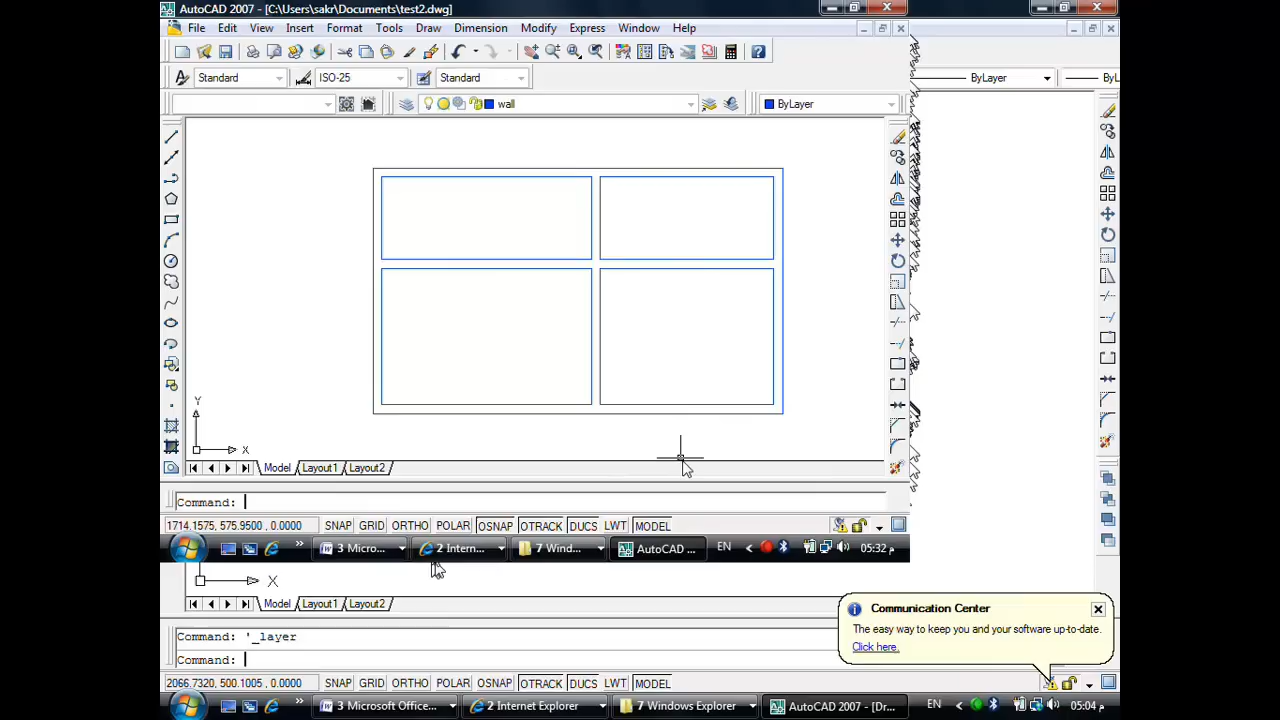 AutoCAD 2007 - [C:\Users\sakr\Documents\test2.dwg]
File Edit View Insert Format Tools Draw Dimension Modify Express Window Help
Standard ISO-25 Standard
ByLayer ByL
wall ByLayer
Y
X
Model Layout1 Layout2
Command:
1714.1575, 575.9500 , 0.0000 SNAP GRID ORTHO POLAR OSNAP OTRACK DUCS LWT MODEL
3 Micro... 2 Intern... 7 Wind... AutoCAD ... EN 05:32 م
X
Model Layout1 Layout2
Communication Center
The easy way to keep you and your software up-to-date.
Click here.
Command: '_layer
Command:
2066.7320, 500.1005 , 0.0000 SNAP GRID ORTHO POLAR OSNAP OTRACK DUCS LWT MODEL
3 Microsoft Office... 2 Internet Explorer 7 Windows Explorer AutoCAD 2007 - [Dr... EN 05:04 م